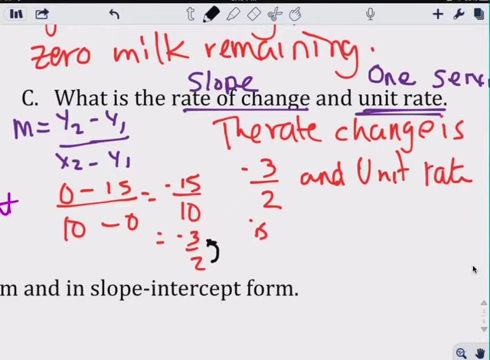 zero milk remaining.
Slope
One serv
C. What is the rate of change and unit rate.
m = y₂ - y₁
x₂ - y₁
The rate change is
0 - 15 = -15
10 - 0 10
= -3
2
-3
2
and Unit rate
is
m and in slope-intercept form.